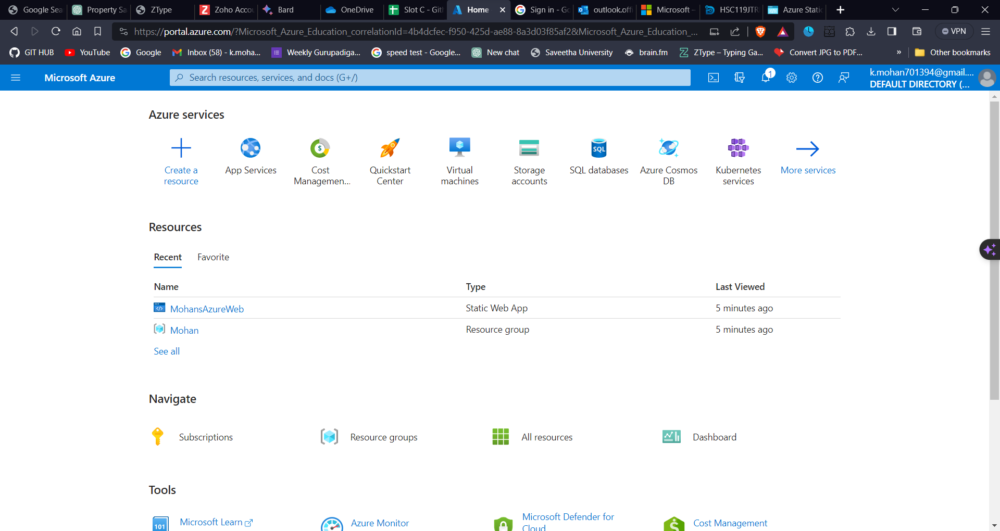 Google Sea
Property Sa
ZType
Zoho Accou
Bard
OneDrive
Slot C - Gitl
Home
Sign in - Go
outlook.offi
Microsoft –
HSC119JTR
Azure Static
https://portal.azure.com/?Microsoft_Azure_Education_correlationId=4b4dcfec-f950-425d-ae88-8a3d03f85af2&Microsoft_Azure_Education_...
VPN
GIT HUB
YouTube
Google
Inbox (58) - k.moha...
Weekly Gurupadiga...
speed test - Google...
New chat
Saveetha University
brain.fm
ZType – Typing Ga...
Convert JPG to PDF...
»
Other bookmarks
Microsoft Azure
Search resources, services, and docs (G+/)
1
k.mohan701394@gmail....
DEFAULT DIRECTORY (...
Azure services
Create a
resource
App Services
Cost
Managemen...
Quickstart
Center
Virtual
machines
Storage
accounts
SQL
SQL databases
Azure Cosmos
DB
Kubernetes
services
More services
Resources
Recent
Favorite
Name
Type
Last Viewed
MohansAzureWeb
Static Web App
5 minutes ago
Mohan
Resource group
5 minutes ago
See all
Navigate
Subscriptions
Resource groups
All resources
Dashboard
Tools
101
Microsoft Learn
Azure Monitor
Microsoft Defender for
Cloud
Cost Management